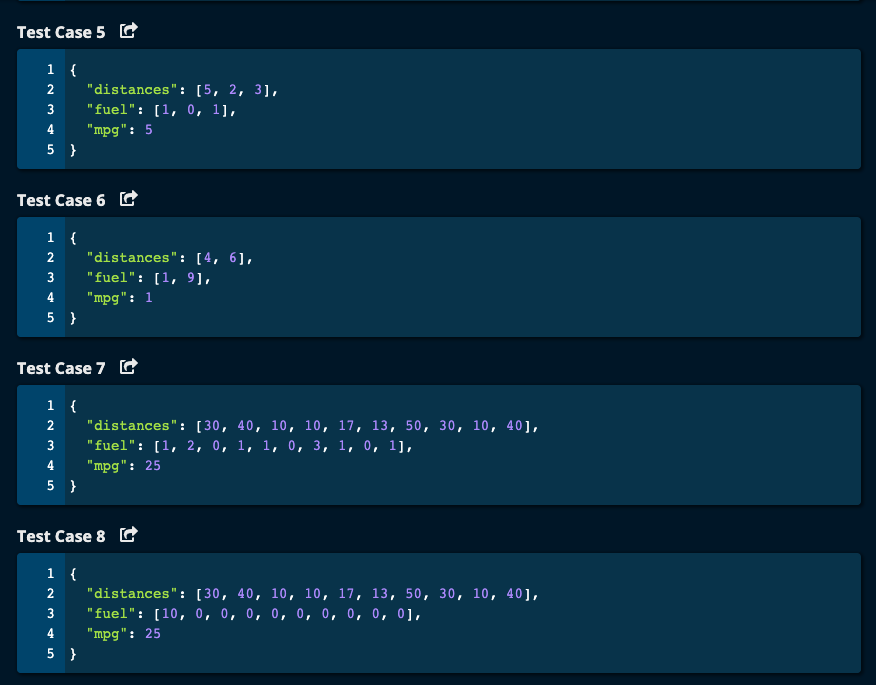 Test Case 5
1 {
2   "distances": [5, 2, 3],
3   "fuel": [1, 0, 1],
4   "mpg": 5
5 }
Test Case 6
1 {
2   "distances": [4, 6],
3   "fuel": [1, 9],
4   "mpg": 1
5 }
Test Case 7
1 {
2   "distances": [30, 40, 10, 10, 17, 13, 50, 30, 10, 40],
3   "fuel": [1, 2, 0, 1, 1, 0, 3, 1, 0, 1],
4   "mpg": 25
5 }
Test Case 8
1 {
2   "distances": [30, 40, 10, 10, 17, 13, 50, 30, 10, 40],
3   "fuel": [10, 0, 0, 0, 0, 0, 0, 0, 0, 0],
4   "mpg": 25
5 }